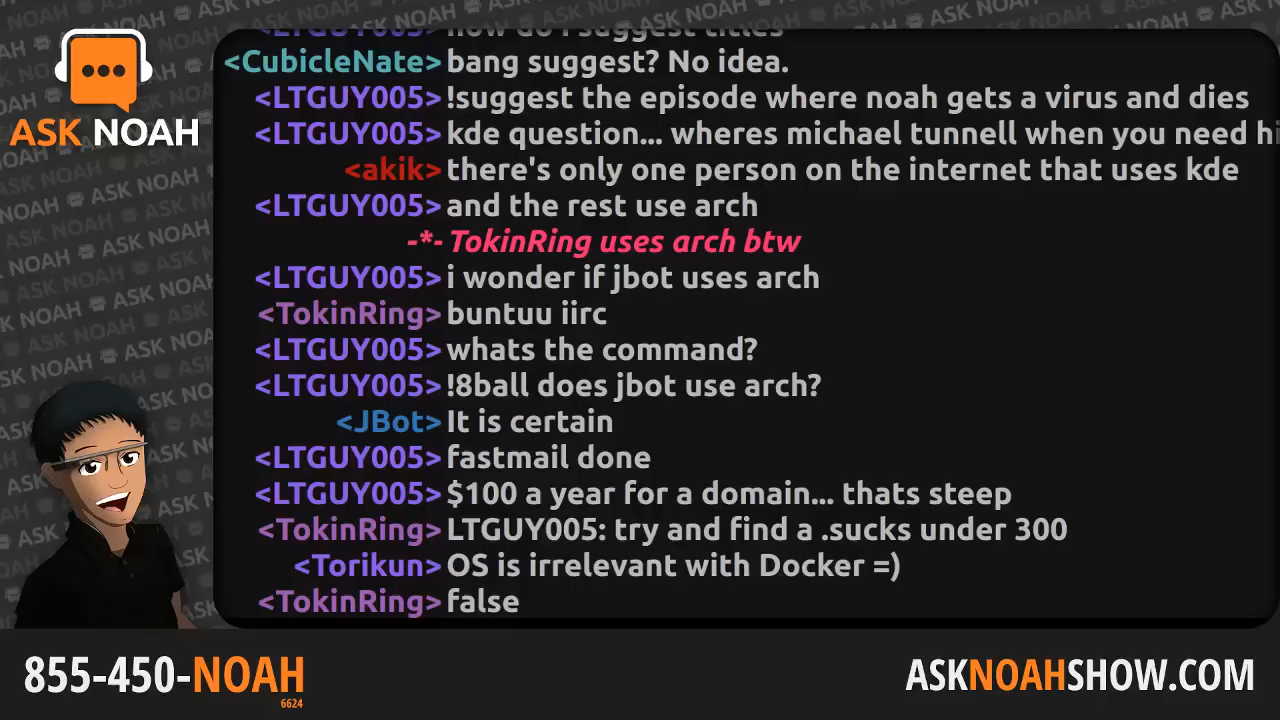 ASK NOAH
<CubicleNate> bang suggest? No idea.
<LTGUY005> !suggest the episode where noah gets a virus and dies
<LTGUY005> kde question... wheres michael tunnell when you need
<akik> there's only one person on the internet that uses kde
<LTGUY005> and the rest use arch
-*- TokinRing uses arch btw
<LTGUY005> i wonder if jbot uses arch
<TokinRing> buntuu iirc
<LTGUY005> whats the command?
<LTGUY005> !8ball does jbot use arch?
<JBot> It is certain
<LTGUY005> fastmail done
<LTGUY005> $100 a year for a domain... thats steep
<TokinRing> LTGUY005: try and find a .sucks under 300
<Torikun> OS is irrelevant with Docker =)
<TokinRing> false
855-450-NOAH
6624
ASKNOAHSHOW.COM